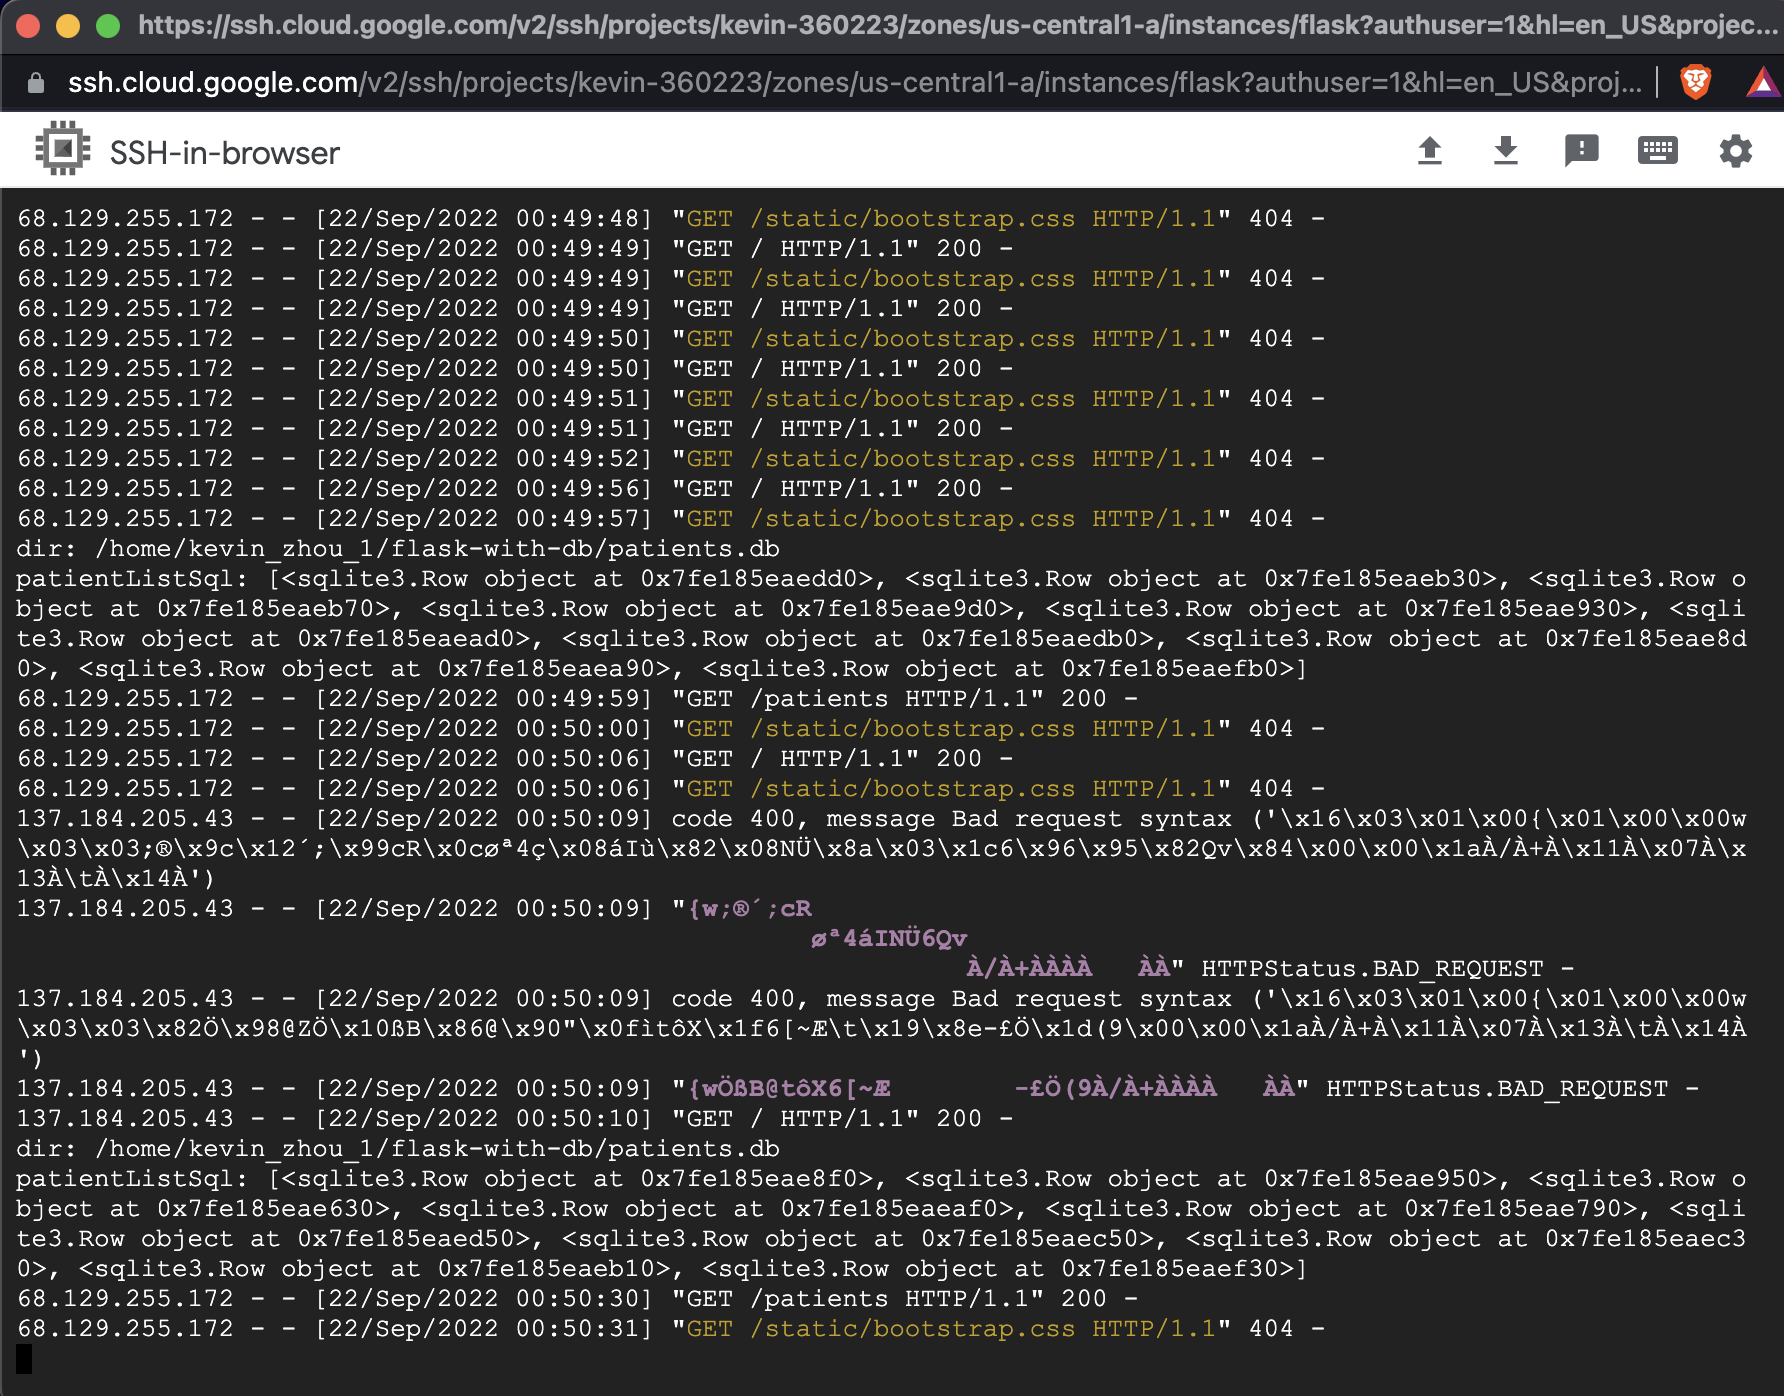 https://ssh.cloud.google.com/v2/ssh/projects/kevin-360223/zones/us-central1-a/instances/flask?authuser=1&hl=en_US&projec...
ssh.cloud.google.com/v2/ssh/projects/kevin-360223/zones/us-central1-a/instances/flask?authuser=1&hl=en_US&proj...
SSH-in-browser
68.129.255.172 - - [22/Sep/2022 00:49:48] "GET /static/bootstrap.css HTTP/1.1" 404 -
68.129.255.172 - - [22/Sep/2022 00:49:49] "GET / HTTP/1.1" 200 -
68.129.255.172 - - [22/Sep/2022 00:49:49] "GET /static/bootstrap.css HTTP/1.1" 404 -
68.129.255.172 - - [22/Sep/2022 00:49:49] "GET / HTTP/1.1" 200 -
68.129.255.172 - - [22/Sep/2022 00:49:50] "GET /static/bootstrap.css HTTP/1.1" 404 -
68.129.255.172 - - [22/Sep/2022 00:49:50] "GET / HTTP/1.1" 200 -
68.129.255.172 - - [22/Sep/2022 00:49:51] "GET /static/bootstrap.css HTTP/1.1" 404 -
68.129.255.172 - - [22/Sep/2022 00:49:51] "GET / HTTP/1.1" 200 -
68.129.255.172 - - [22/Sep/2022 00:49:52] "GET /static/bootstrap.css HTTP/1.1" 404 -
68.129.255.172 - - [22/Sep/2022 00:49:56] "GET / HTTP/1.1" 200 -
68.129.255.172 - - [22/Sep/2022 00:49:57] "GET /static/bootstrap.css HTTP/1.1" 404 -
dir: /home/kevin_zhou_1/flask-with-db/patients.db
patientListSql: [<sqlite3.Row object at 0x7fe185eaedd0>, <sqlite3.Row object at 0x7fe185eaeb30>, <sqlite3.Row o
bject at 0x7fe185eaeb70>, <sqlite3.Row object at 0x7fe185eae9d0>, <sqlite3.Row object at 0x7fe185eae930>, <sqli
te3.Row object at 0x7fe185eaead0>, <sqlite3.Row object at 0x7fe185eaedb0>, <sqlite3.Row object at 0x7fe185eae8d
0>, <sqlite3.Row object at 0x7fe185eaea90>, <sqlite3.Row object at 0x7fe185eaefb0>]
68.129.255.172 - - [22/Sep/2022 00:49:59] "GET /patients HTTP/1.1" 200 -
68.129.255.172 - - [22/Sep/2022 00:50:00] "GET /static/bootstrap.css HTTP/1.1" 404 -
68.129.255.172 - - [22/Sep/2022 00:50:06] "GET / HTTP/1.1" 200 -
68.129.255.172 - - [22/Sep/2022 00:50:06] "GET /static/bootstrap.css HTTP/1.1" 404 -
137.184.205.43 - - [22/Sep/2022 00:50:09] code 400, message Bad request syntax ('\x16\x03\x01\x00{\x01\x00\x00w
\x03\x03;®\x9c\x12´;\x99cR\x0cøª4ç\x08áIù\x82\x08NÜ\x8a\x03\x1c6\x96\x95\x82Qv\x84\x00\x00\x1aÀ/À+À\x11À\x07À\x
13À\tÀ\x14À')
137.184.205.43 - - [22/Sep/2022 00:50:09] "{w;®´;cR
øª4áINÜ6Qv
À/À+ÀÀÀÀ ÀÀ" HTTPStatus.BAD_REQUEST -
137.184.205.43 - - [22/Sep/2022 00:50:09] code 400, message Bad request syntax ('\x16\x03\x01\x00{\x01\x00\x00w
\x03\x03\x82Ö\x98@ZÖ\x10ßB\x86@\x90"\x0fìtôX\x1f6[~Æ\t\x19\x8e-£Ö\x1d(9\x00\x00\x1aÀ/À+À\x11À\x07À\x13À\tÀ\x14À
')
137.184.205.43 - - [22/Sep/2022 00:50:09] "{wÖßB@tôX6[~Æ -£Ö(9À/À+ÀÀÀÀ ÀÀ" HTTPStatus.BAD_REQUEST -
137.184.205.43 - - [22/Sep/2022 00:50:10] "GET / HTTP/1.1" 200 -
dir: /home/kevin_zhou_1/flask-with-db/patients.db
patientListSql: [<sqlite3.Row object at 0x7fe185eae8f0>, <sqlite3.Row object at 0x7fe185eae950>, <sqlite3.Row o
bject at 0x7fe185eae630>, <sqlite3.Row object at 0x7fe185eaeaf0>, <sqlite3.Row object at 0x7fe185eae790>, <sqli
te3.Row object at 0x7fe185eaed50>, <sqlite3.Row object at 0x7fe185eaec50>, <sqlite3.Row object at 0x7fe185eaec3
0>, <sqlite3.Row object at 0x7fe185eaeb10>, <sqlite3.Row object at 0x7fe185eaef30>]
68.129.255.172 - - [22/Sep/2022 00:50:30] "GET /patients HTTP/1.1" 200 -
68.129.255.172 - - [22/Sep/2022 00:50:31] "GET /static/bootstrap.css HTTP/1.1" 404 -